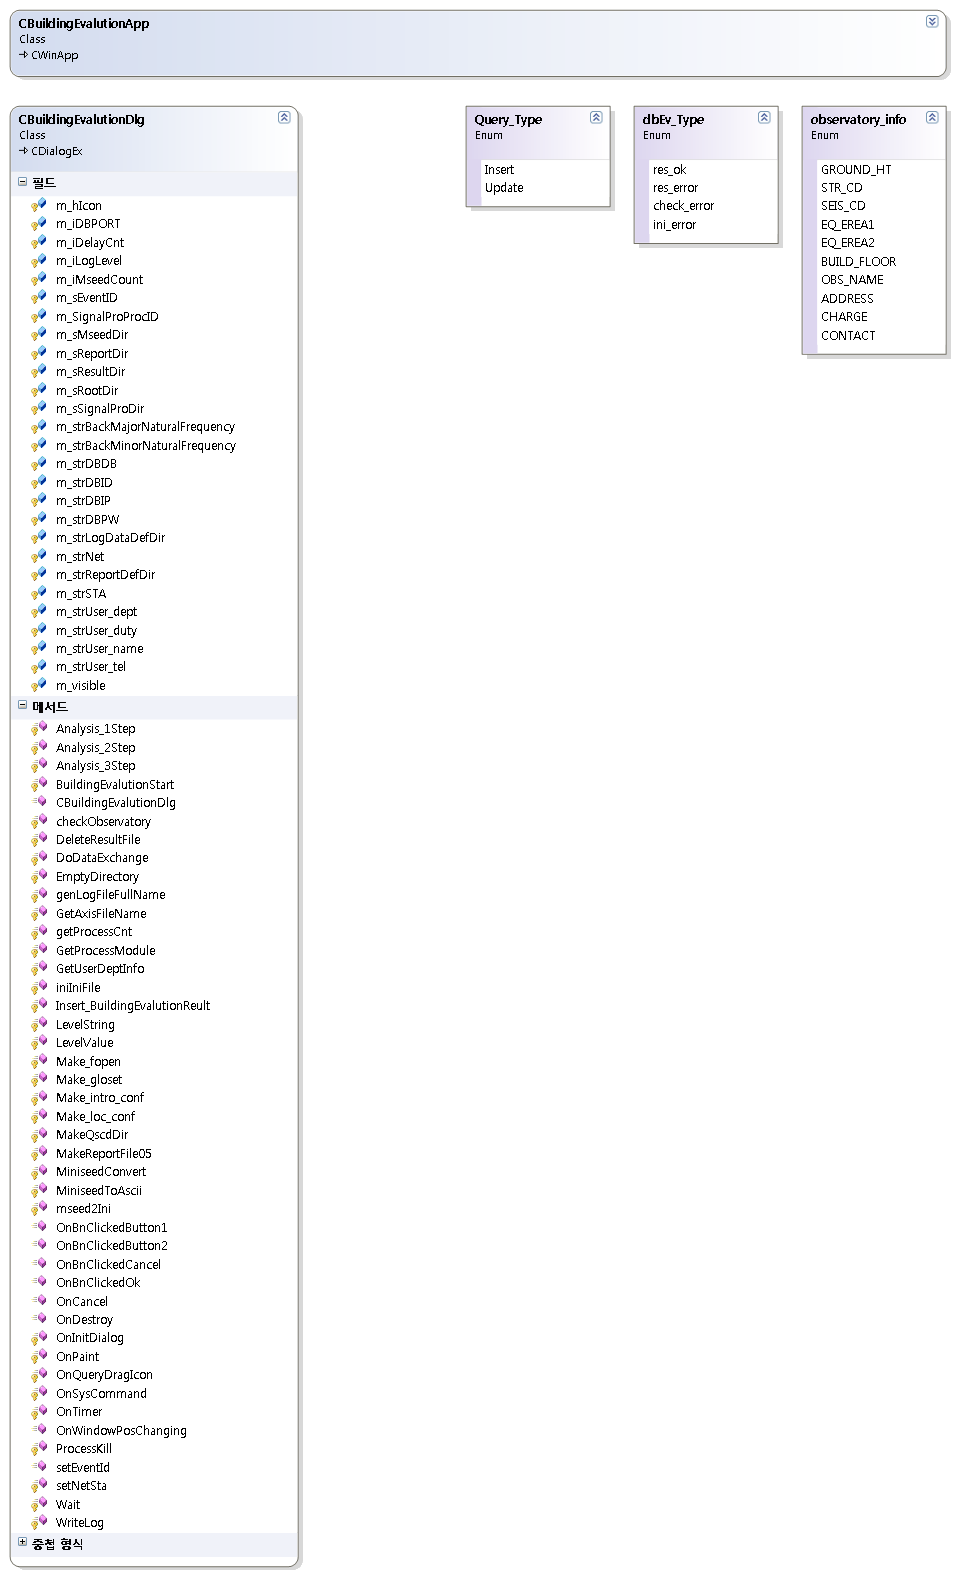 CBuildingEvalutionApp
Class
CWinApp
CBuildingEvalutionDlg
Class
CDialogEx
필드
m_hIcon
m_iDBPORT
m_iDelayCnt
m_iLogLevel
m_iMseedCount
m_sEventID
m_SignalProProcID
m_sMseedDir
m_sReportDir
m_sResultDir
m_sRootDir
m_sSignalProDir
m_strBackMajorNaturalFrequency
m_strBackMinorNaturalFrequency
m_strDBDB
m_strDBID
m_strDBIP
m_strDBPW
m_strLogDataDefDir
m_strNet
m_strReportDefDir
m_strSTA
m_strUser_dept
m_strUser_duty
m_strUser_name
m_strUser_tel
m_visible
메서드
Analysis_1Step
Analysis_2Step
Analysis_3Step
BuildingEvalutionStart
CBuildingEvalutionDlg
checkObservatory
DeleteResultFile
DoDataExchange
EmptyDirectory
genLogFileFullName
GetAxisFileName
getProcessCnt
GetProcessModule
GetUserDeptInfo
iniIniFile
Insert_BuildingEvalutionReult
LevelString
LevelValue
Make_fopen
Make_gloset
Make_intro_conf
Make_loc_conf
MakeQscdDir
MakeReportFile05
MiniseedConvert
MiniseedToAscii
mseed2Ini
OnBnClickedButton1
OnBnClickedButton2
OnBnClickedCancel
OnBnClickedOk
OnCancel
OnDestroy
OnInitDialog
OnPaint
OnQueryDragIcon
OnSysCommand
OnTimer
OnWindowPosChanging
ProcessKill
setEventId
setNetSta
Wait
WriteLog
중첩 형식
Query_Type
Enum
Insert
Update
dbEv_Type
Enum
res_ok
res_error
check_error
ini_error
observatory_info
Enum
GROUND_HT
STR_CD
SEIS_CD
EQ_EREA1
EQ_EREA2
BUILD_FLOOR
OBS_NAME
ADDRESS
CHARGE
CONTACT